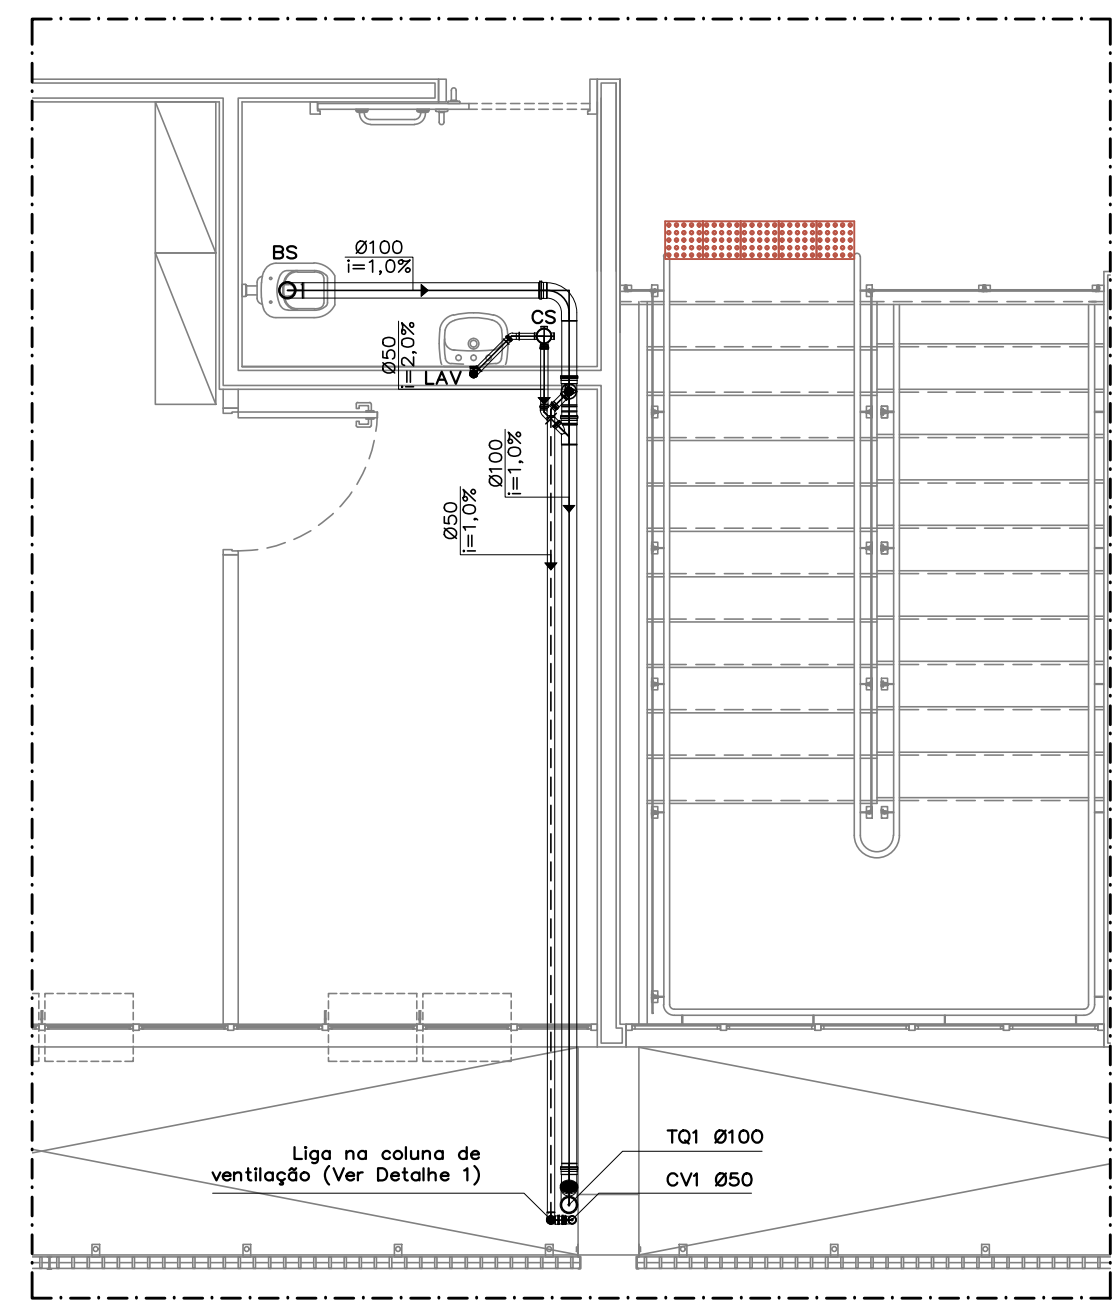 BS
Ø100
i=1,0%
CS
Ø50
i=2,0%
LAV
Ø100
i=1,0%
Ø50
i=1,0%
Liga na coluna de
ventilação (Ver Detalhe 1)
TQ1 Ø100
CV1 Ø50